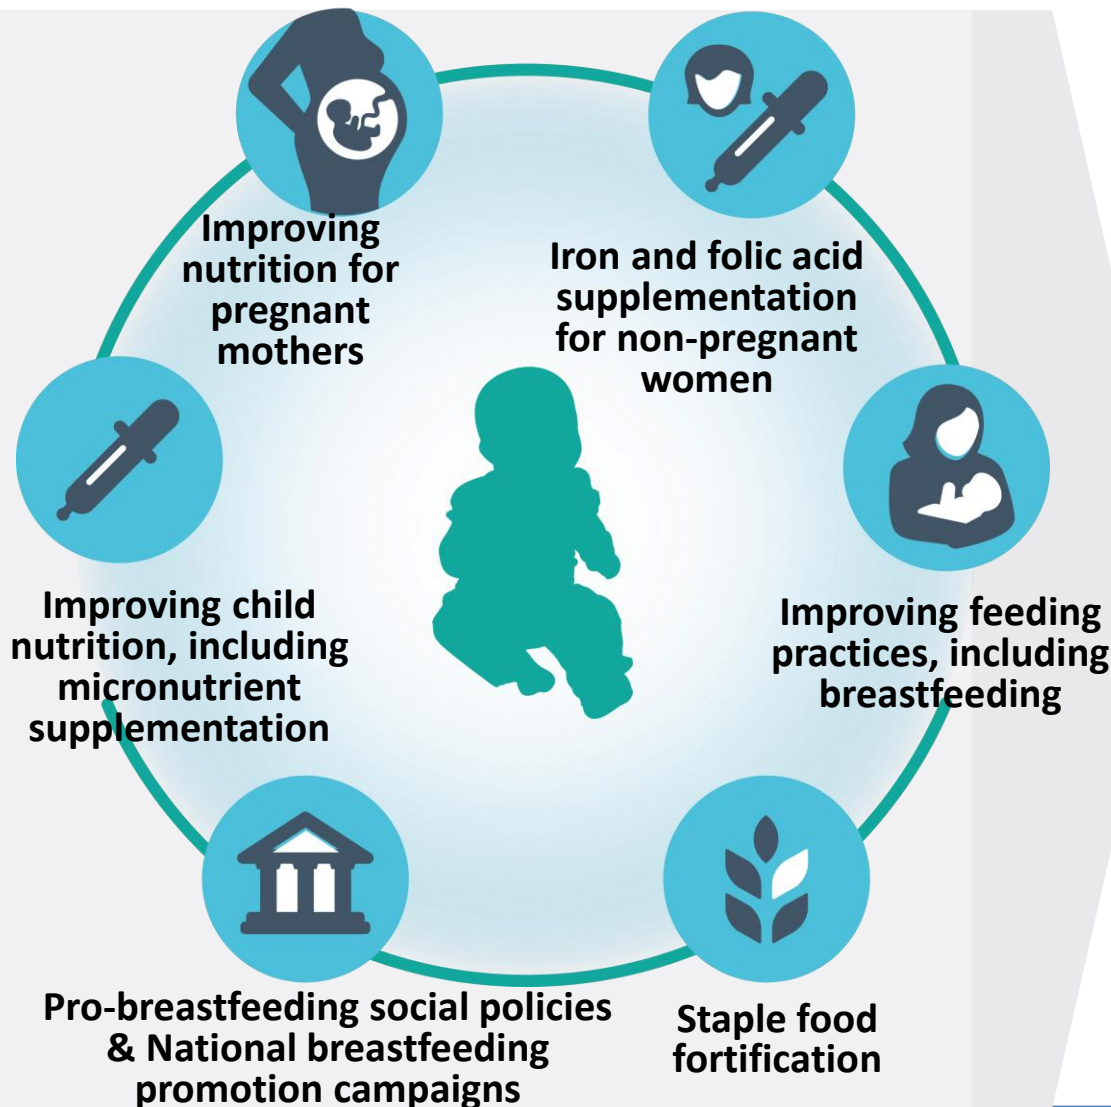 Improving
nutrition for
pregnant
mothers
Iron and folic acid
supplementation
for non-pregnant
women
Improving child
nutrition, including
micronutrient
supplementation
Improving feeding
practices, including
breastfeeding
Pro-breastfeeding social policies
& National breastfeeding
promotion campaigns
Staple food
fortification